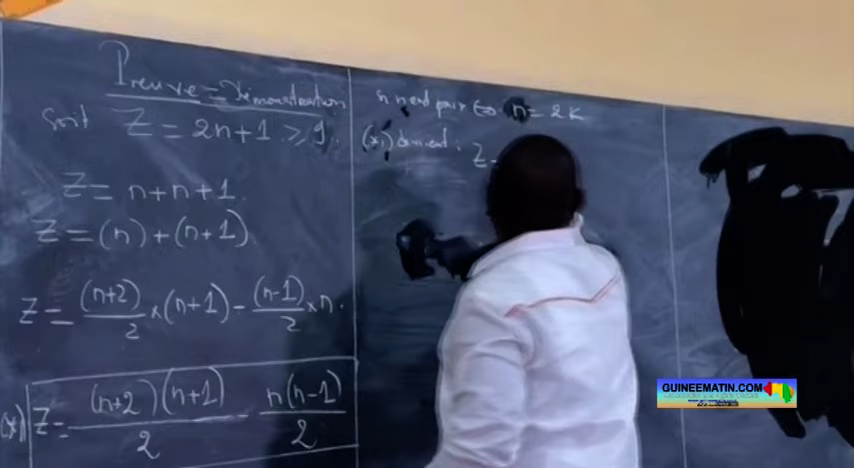 Preuve = Démonstration
Soit Z = 2n+1 ≥ 9.
Z = n+n+1.
Z = (n)+(n+1).
Z = (n+2)/2 × (n+1) - (n-1)/2 × n.
(*) Z = (n+2)(n+1)/2 - n(n-1)/2
n est pair ⇔ n = 2K
devient : Z =
GUINEEMATIN.COM